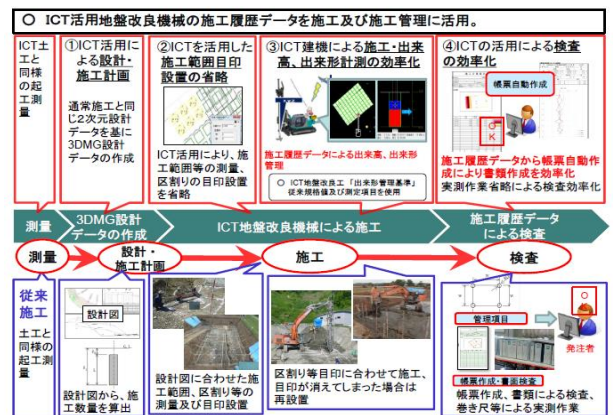 ○ ICT活用地盤改良機械の施工履歴データを施工及び施工管理に活用。
ICT土
工と同
様の起
工測
量
①ICT活用に
よる設計・
施工計画
通常施工と同
じ2次元設計
データを基に
3DMG設計
データの作成
②ICTを活用した
施工範囲目印
設置の省略
ICT活用により、施
工範囲等の測量、
区割りの目印設置
を省略
③ICT建機による施工・出来
高、出来形計測の効率化
施工履歴データによる出来高、出来形
管理
○ ICT地盤改良工「出来形管理基準」
従来規格値及び測定項目を使用
④ICTの活用による検査
の効率化
帳票自動作成
OK
施工履歴データから帳票自動作
成により書類作成を効率化
実測作業省略による検査効率化
測量
3DMG設計
データの作成
ICT地盤改良機械による施工
施工履歴データ
による検査
測量
設計・
施工計画
施工
検査
従来
施工
土工と
同様の
起工測
量
設計図
設計図から、施
工数量を算出
設計図に合わせた施
工範囲、区割り等の
測量及び目印設置
区割り等目印に合わせて施工、
目印が消えてしまった場合は
再設置
管理項目
発注者
帳票作成・書面検査
帳票作成、書類による検査、
巻き尺等による実測作業